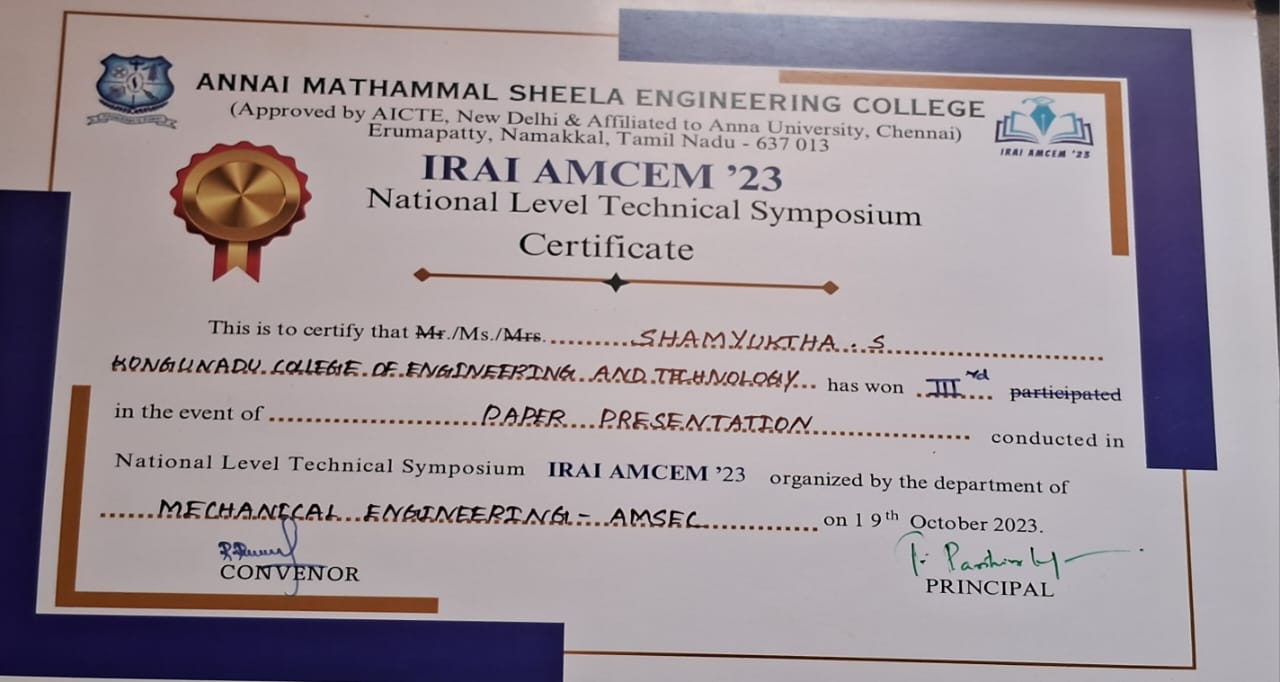 ANNAI MATHAMMAL SHEELA ENGINEERING COLLEGE
(Approved by AICTE, New Delhi & Affiliated to Anna University, Chennai)
Erumapatty, Namakkal, Tamil Nadu - 637 013
IRAI AMCEM '23
IRAI AMCEM '23
National Level Technical Symposium
Certificate
This is to certify that Mr./Ms./Mrs. SHAMYUKTHA . S
KONGUNADU COLLEGE OF ENGINEERING AND TECHNOLOGY has won III rd participated
in the event of PAPER PRESENTATION conducted in
National Level Technical Symposium IRAI AMCEM '23 organized by the department of
MECHANICAL ENGINEERING - AMSEC on 19th October 2023.
CONVENOR
PRINCIPAL